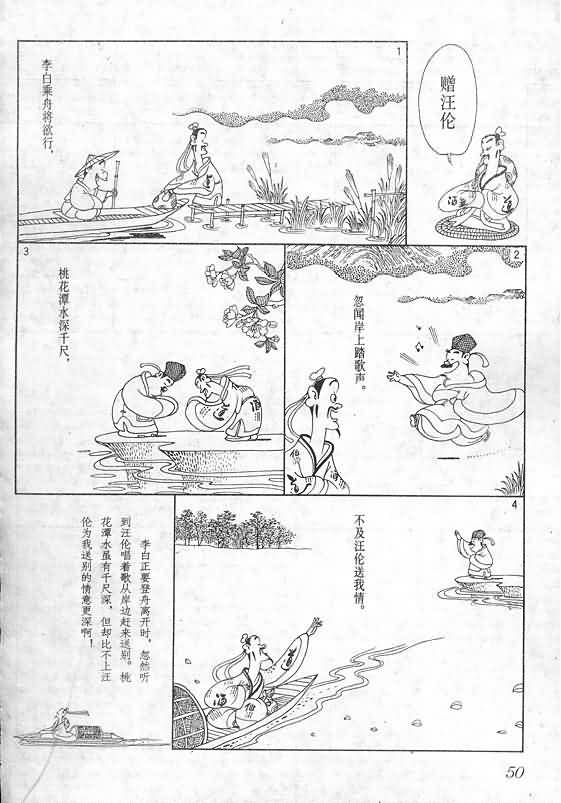 赠汪伦
1
李白乘舟将欲行，
2
忽闻岸上踏歌声。
3
桃花潭水深千尺，
4
不及汪伦送我情。
李白正要登舟离开时，忽然听
到汪伦唱着歌从岸边赶来送别。桃
花潭水虽有千尺深，但却比不上汪
伦为我送别的情意更深啊！
50